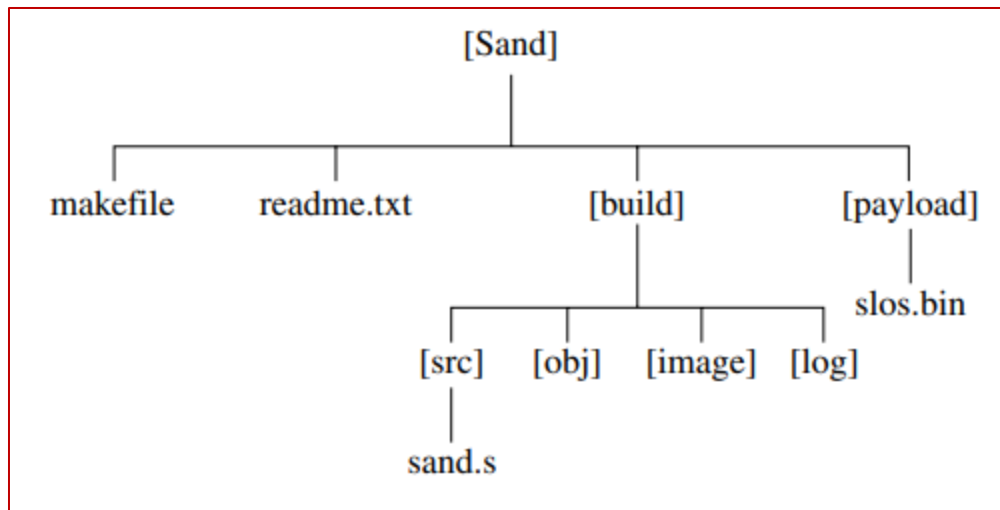 [Sand]
makefile readme.txt [build] [payload]
slos.bin
[src] [obj] [image] [log]
sand.s